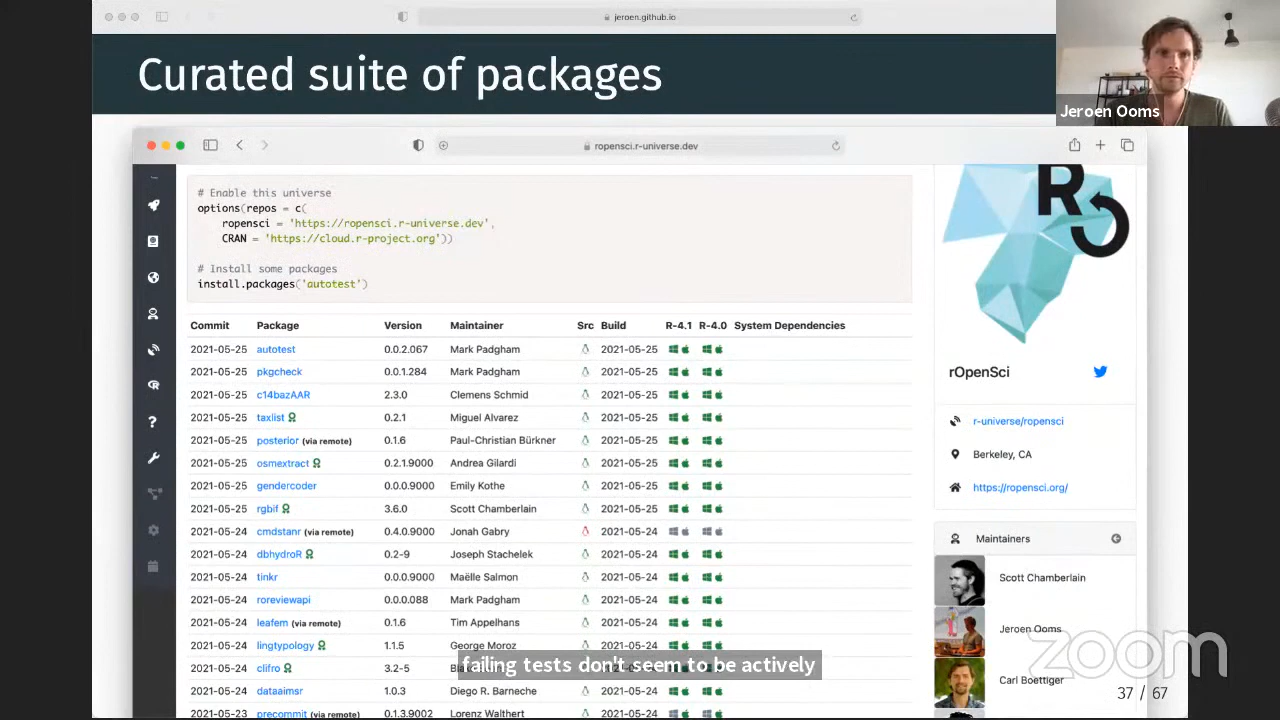 jeroen.github.io
Curated suite of packages
Jeroen Ooms
ropensci.r-universe.dev
# Enable this universe
options(repos = c(
ropensci = 'https://ropensci.r-universe.dev',
CRAN = 'https://cloud.r-project.org'))
# Install some packages
install.packages('autotest')
Commit Package Version Maintainer Src Build R-4.1 R-4.0 System Dependencies
2021-05-25 autotest 0.0.2.067 Mark Padgham 2021-05-25
2021-05-25 pkgcheck 0.0.1.284 Mark Padgham 2021-05-25
2021-05-25 c14bazAAR 2.3.0 Clemens Schmid 2021-05-25
2021-05-25 taxlist 0.2.1 Miguel Alvarez 2021-05-25
2021-05-25 posterior (via remote) 0.1.6 Paul-Christian Bürkner 2021-05-25
2021-05-25 osmextract 0.2.1.9000 Andrea Gilardi 2021-05-25
2021-05-25 gendercoder 0.0.0.9000 Emily Kothe 2021-05-25
2021-05-25 rgbif 3.6.0 Scott Chamberlain 2021-05-25
2021-05-24 cmdstanr (via remote) 0.4.0.9000 Jonah Gabry 2021-05-24
2021-05-24 dbhydroR 0.2-9 Joseph Stachelek 2021-05-24
2021-05-24 tinkr 0.0.0.9000 Maëlle Salmon 2021-05-24
2021-05-24 roreviewapi 0.0.0.088 Mark Padgham 2021-05-24
2021-05-24 leafem (via remote) 0.1.6 Tim Appelhans 2021-05-24
2021-05-24 lingtypology 1.1.5 George Moroz 2021-05-24
2021-05-24 clifro 3.2-5 2021-05-24
2021-05-24 dataaimsr 1.0.3 Diego R. Barneche 2021-05-24
2021-05-23 precommit (via remote) 0.1.3.9002 Lorenz Walthert 2021-05-24
R
rOpenSci
r-universe/ropensci
Berkeley, CA
https://ropensci.org/
Maintainers
Scott Chamberlain
Jeroen Ooms
Carl Boettiger
failing tests don't seem to be actively
zoom
37 / 67